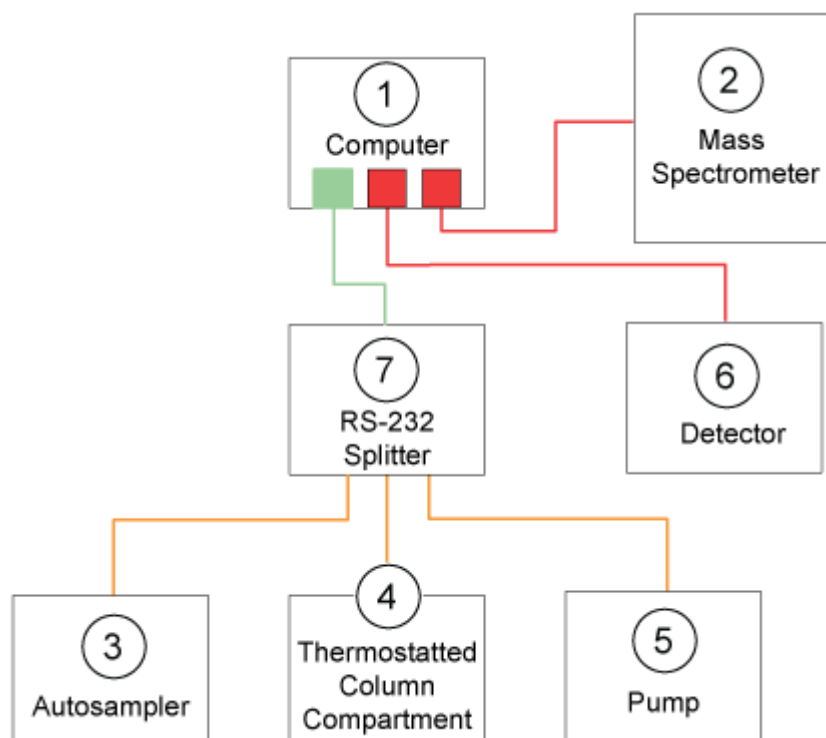 1
Computer
2
Mass
Spectrometer
7
RS-232
Splitter
6
Detector
3
Autosampler
4
Thermostatted
Column
Compartment
5
Pump